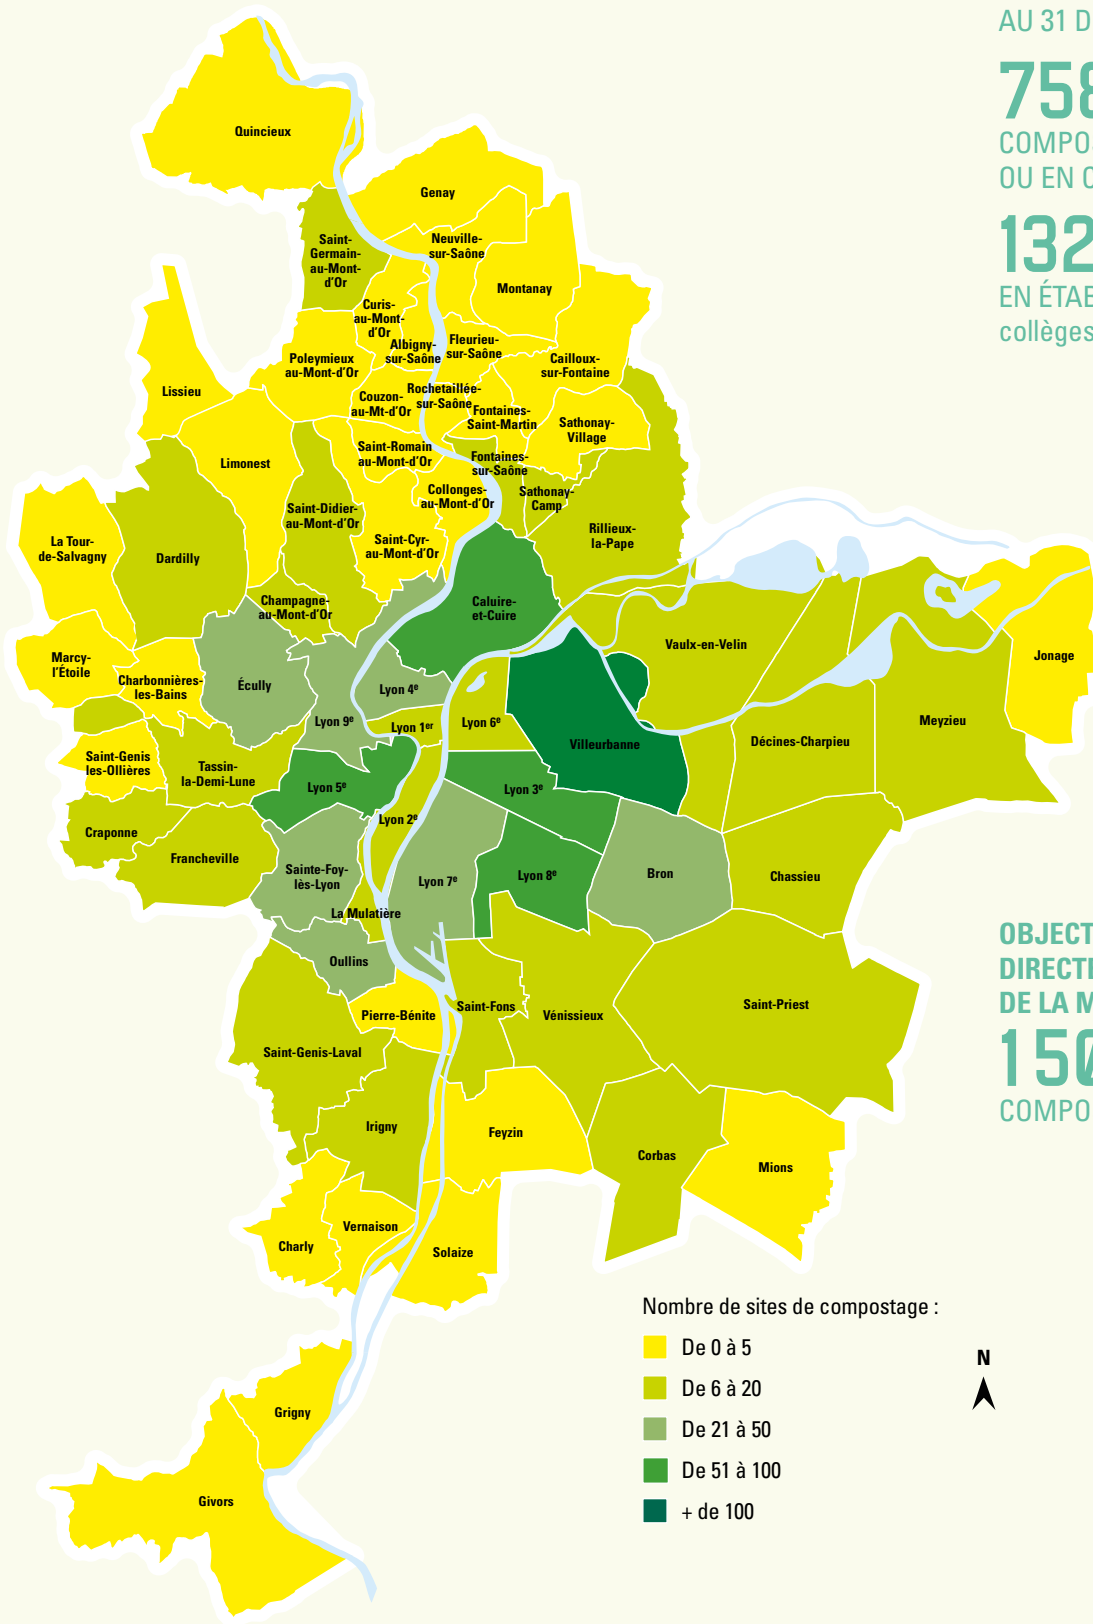 AU 31 D
758
COMPOS
OU EN C
132
EN ÉTAB
collèges
Quincieux
Genay
Saint-
Germain-
au-Mont-
d'Or
Neuville-
sur-Saône
Montanay
Curis-
au-Mont-
d'Or
Albigny-
sur-Saône
Fleurieu-
sur-Saône
Cailloux-
sur-Fontaine
Poleymieux
au-Mont-d'Or
Lissieu
Couzon-
au-Mt-d'Or
Rochetaillée-
sur-Saône
Fontaines-
Saint-Martin
Sathonay-
Village
Limonest
Saint-Romain
au-Mont-d'Or
Fontaines-
sur-Saône
Collonges-
au-Mont-d'Or
Sathonay-
Camp
Saint-Didier-
au-Mont-d'Or
Rillieux-
la-Pape
La Tour-
de-Salvagny
Dardilly
Saint-Cyr-
au-Mont-d'Or
Champagne-
au-Mont-d'Or
Caluire-
et-Cuire
Vaulx-en-Velin
Marcy-
l'Étoile
Jonage
Charbonnières-
les-Bains
Écully
Lyon 4e
Lyon 9e
Lyon 1er
Lyon 6e
Meyzieu
Villeurbanne
Décines-Charpieu
Saint-Genis
les-Ollières
Tassin-
la-Demi-Lune
Lyon 5e
Lyon 3e
Craponne
Lyon 2e
Francheville
Sainte-Foy-
lès-Lyon
Lyon 7e
Lyon 8e
Bron
Chassieu
La Mulatière
OBJECT
DIRECTE
DE LA M
150
COMPO
Oullins
Pierre-Bénite
Saint-Fons
Vénissieux
Saint-Priest
Saint-Genis-Laval
Irigny
Feyzin
Corbas
Mions
Vernaison
Charly
Solaize
Grigny
Givors
Nombre de sites de compostage :
De 0 à 5
De 6 à 20
De 21 à 50
De 51 à 100
+ de 100
N